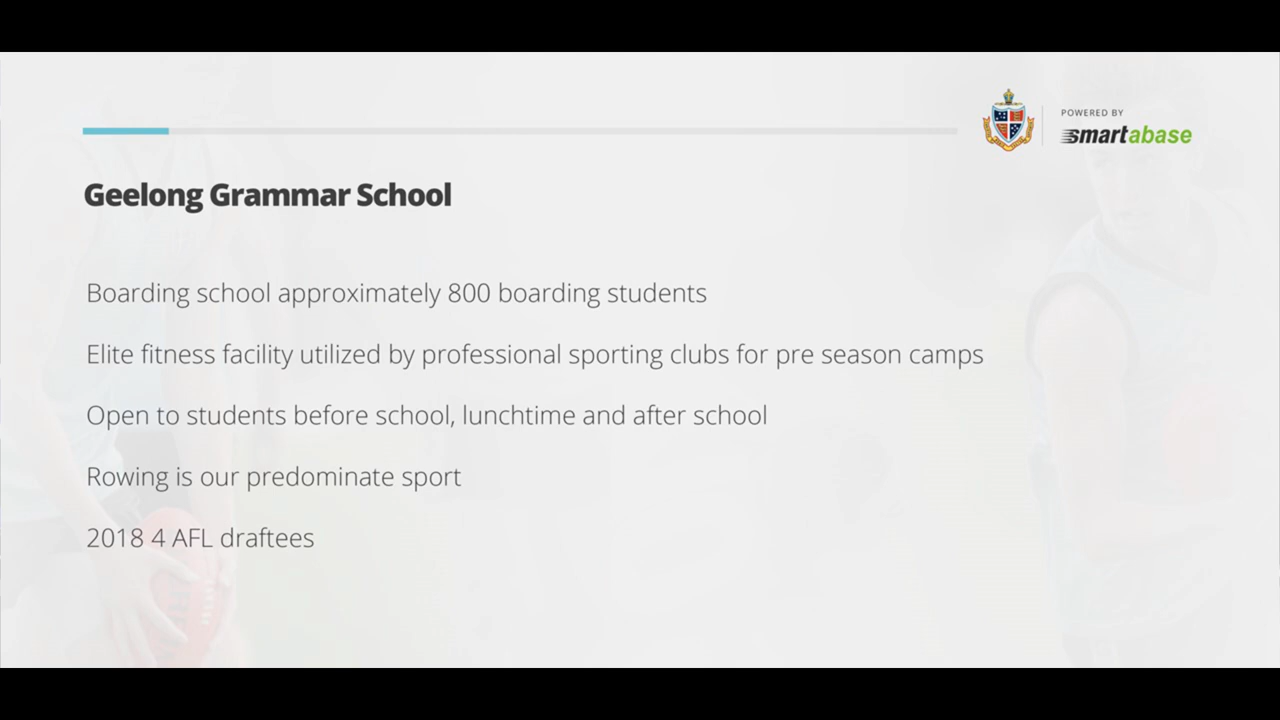 POWERED BY
smartabase
Geelong Grammar School
Boarding school approximately 800 boarding students
Elite fitness facility utilized by professional sporting clubs for pre season camps
Open to students before school, lunchtime and after school
Rowing is our predominate sport
2018 4 AFL draftees